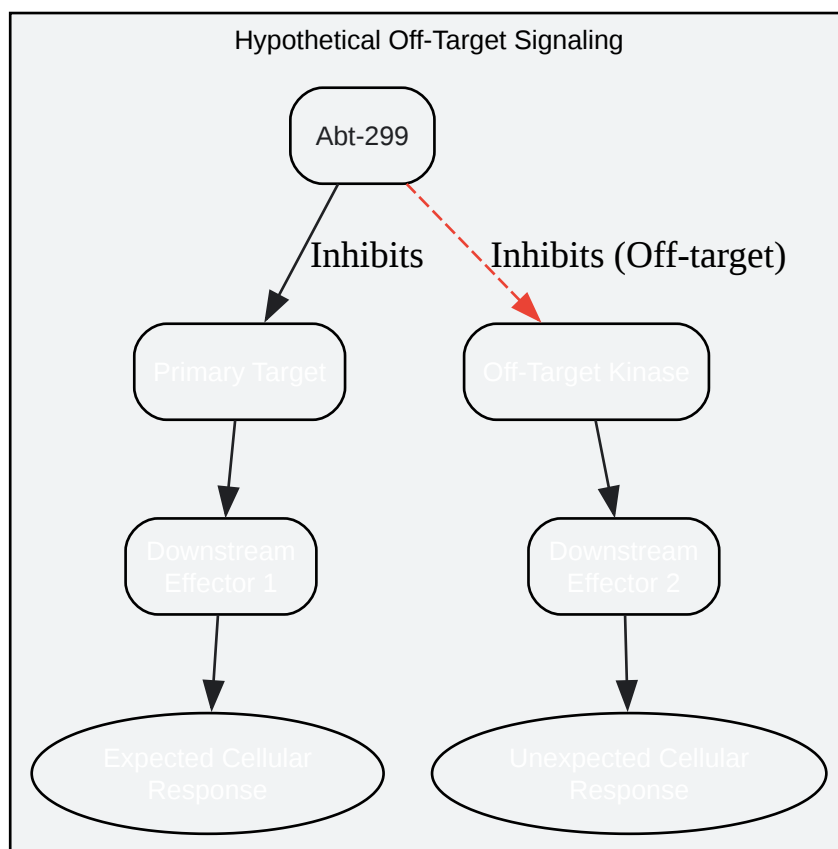 Hypothetical Off-Target Signaling
Abt-299
Inhibits
Inhibits (Off-target)
Primary Target
Off-Target Kinase
Downstream
Effector 1
Downstream
Effector 2
Expected Cellular
Response
Unexpected Cellular
Response